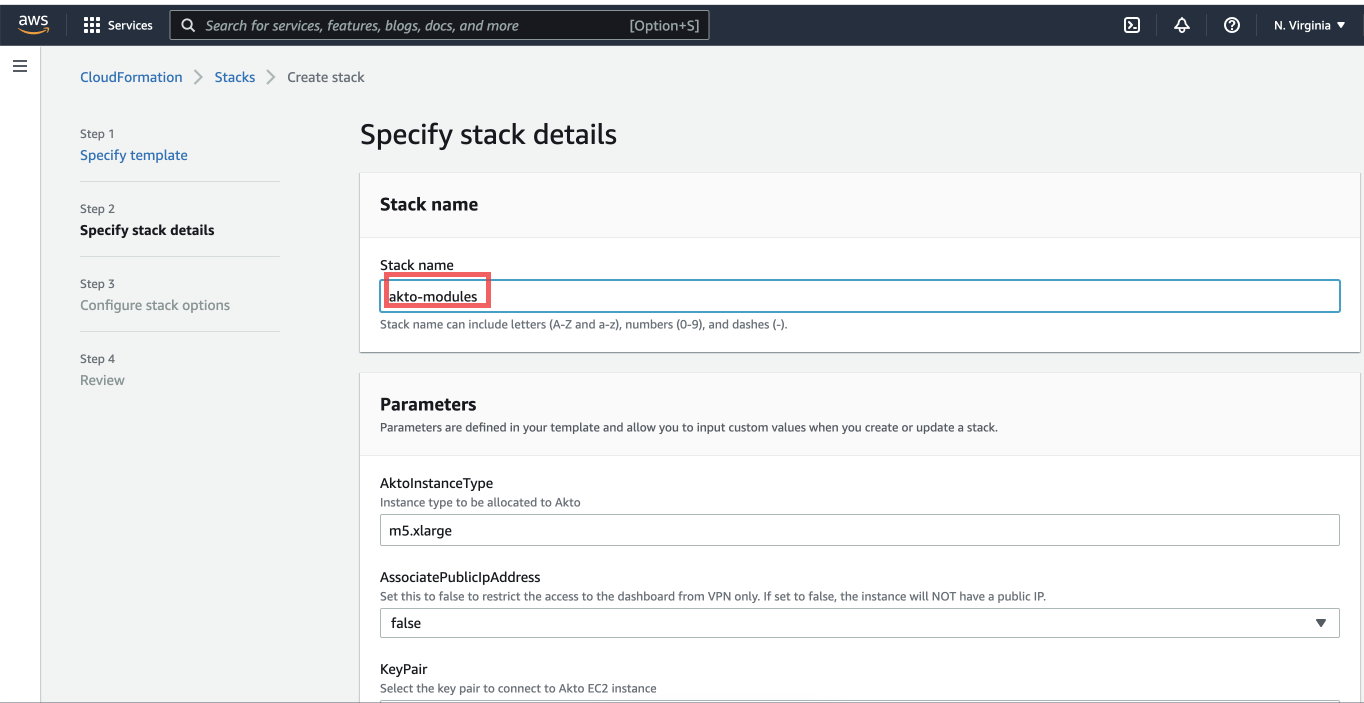 aws
Services
Search for services, features, blogs, docs, and more
[Option+S]
N. Virginia
CloudFormation
Stacks
Create stack
Step 1
Specify template
Step 2
Specify stack details
Step 3
Configure stack options
Step 4
Review
Specify stack details
Stack name
Stack name
akto-modules
Stack name can include letters (A-Z and a-z), numbers (0-9), and dashes (-).
Parameters
Parameters are defined in your template and allow you to input custom values when you create or update a stack.
AktoInstanceType
Instance type to be allocated to Akto
m5.xlarge
AssociatePublicIpAddress
Set this to false to restrict the access to the dashboard from VPN only. If set to false, the instance will NOT have a public IP.
false
KeyPair
Select the key pair to connect to Akto EC2 instance